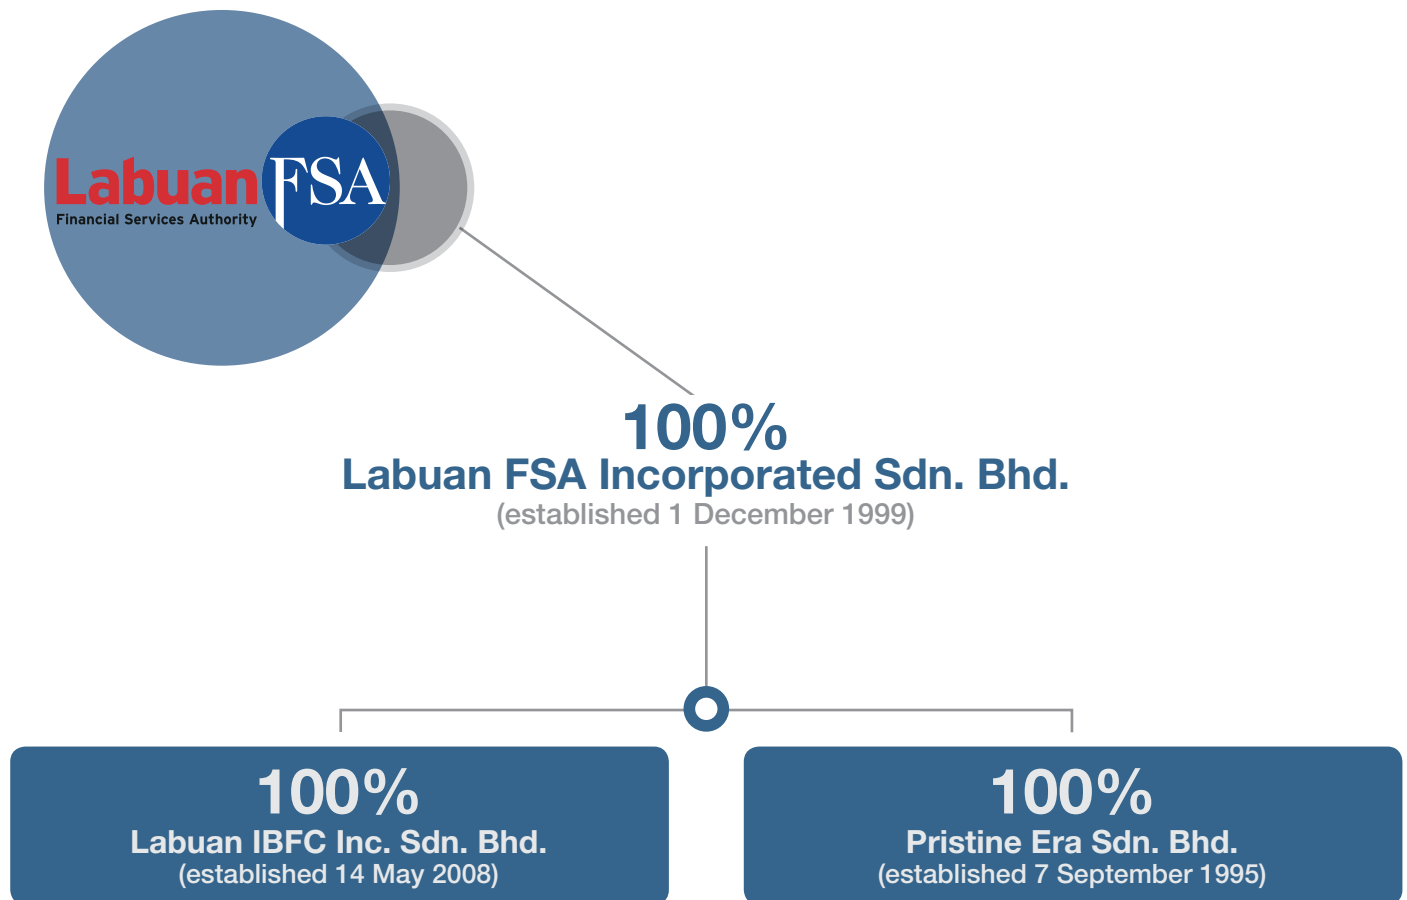 Labuan FSA
Financial Services Authority
100%
Labuan FSA Incorporated Sdn. Bhd.
(established 1 December 1999)
100%
Labuan IBFC Inc. Sdn. Bhd.
(established 14 May 2008)
100%
Pristine Era Sdn. Bhd.
(established 7 September 1995)